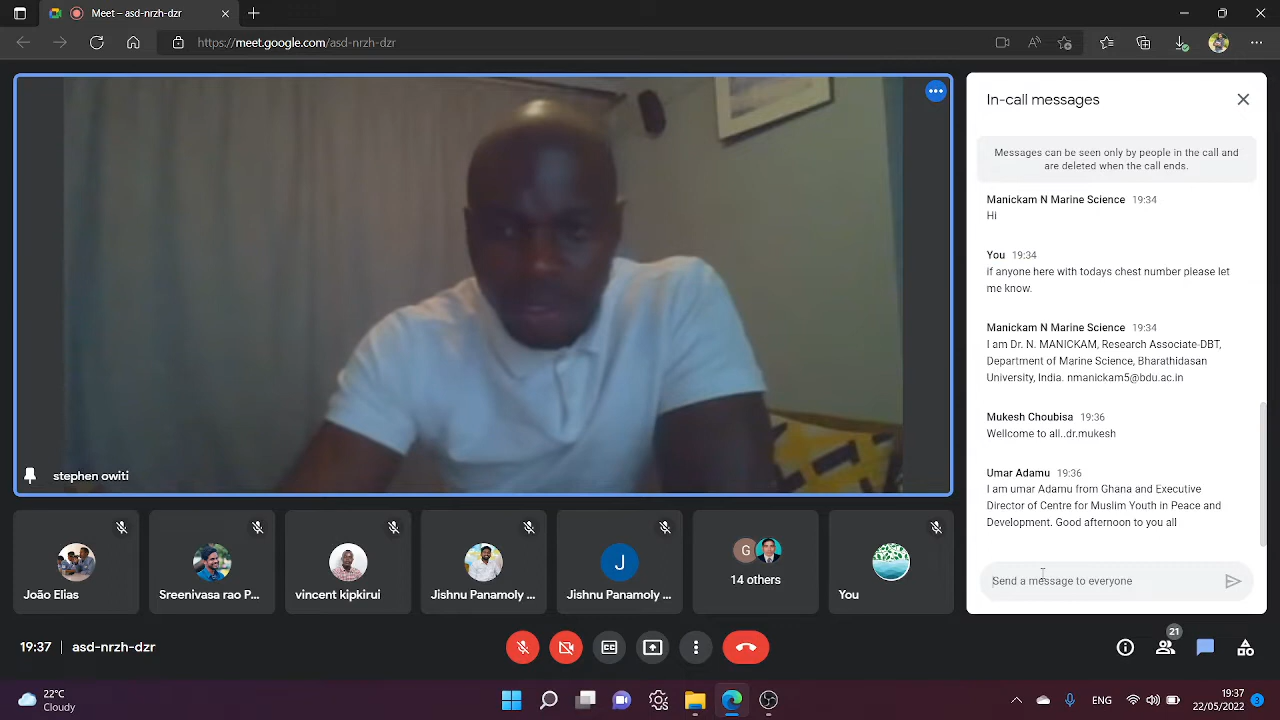 Meet – asd-nrzh-dzr
https://meet.google.com/asd-nrzh-dzr
In-call messages
Messages can be seen only by people in the call and
are deleted when the call ends.
Manickam N Marine Science 19:34
Hi
You 19:34
if anyone here with todays chest number please let
me know.
Manickam N Marine Science 19:34
I am Dr. N. MANICKAM, Research Associate-DBT,
Department of Marine Science, Bharathidasan
University, India. nmanickam5@bdu.ac.in
Mukesh Choubisa 19:36
Wellcome to all..dr.mukesh
Umar Adamu 19:36
I am umar Adamu from Ghana and Executive
Director of Centre for Muslim Youth in Peace and
Development. Good afternoon to you all
Send a message to everyone
stephen owiti
João Elias
Sreenivasa rao P...
vincent kipkirui
Jishnu Panamoly ...
J
Jishnu Panamoly ...
G
14 others
You
19:37 | asd-nrzh-dzr
CC
21
22°C
Cloudy
ENG
19:37
22/05/2022
3